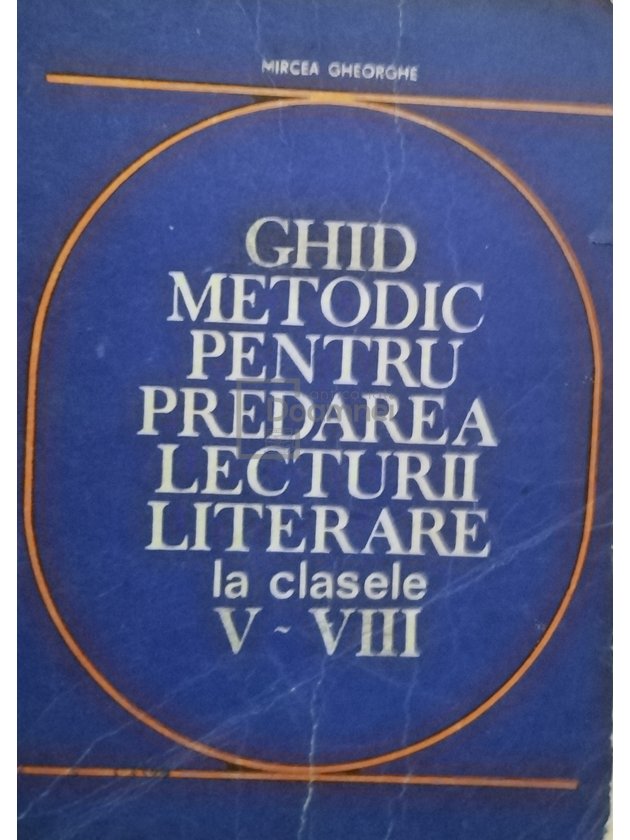 MIRCEA GHEORGHE
GHID
METODIC
PENTRU
PREDAREA
LECTURII
LITERARE
la clasele
V - VIII